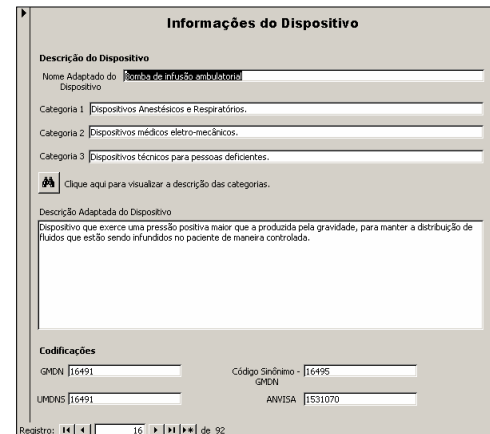 Informações do Dispositivo
Descrição do Dispositivo
Nome Adaptado do Dispositivo Bomba de infusão ambulatorial
Categoria 1 Dispositivos Anestésicos e Respiratórios.
Categoria 2 Dispositivos médicos eletro-mecânicos.
Categoria 3 Dispositivos técnicos para pessoas deficientes.
Clique aqui para visualizar a descrição das categorias.
Descrição Adaptada do Dispositivo
Dispositivo que exerce uma pressão positiva maior que a produzida pela gravidade, para manter a distribuição de
fluidos que estão sendo infundidos no paciente de maneira controlada.
Codificações
GMDN 16491 Código Sinônimo - GMDN 16495
UMDNS 16491 ANVISA 1531070
Registro: 16 de 92